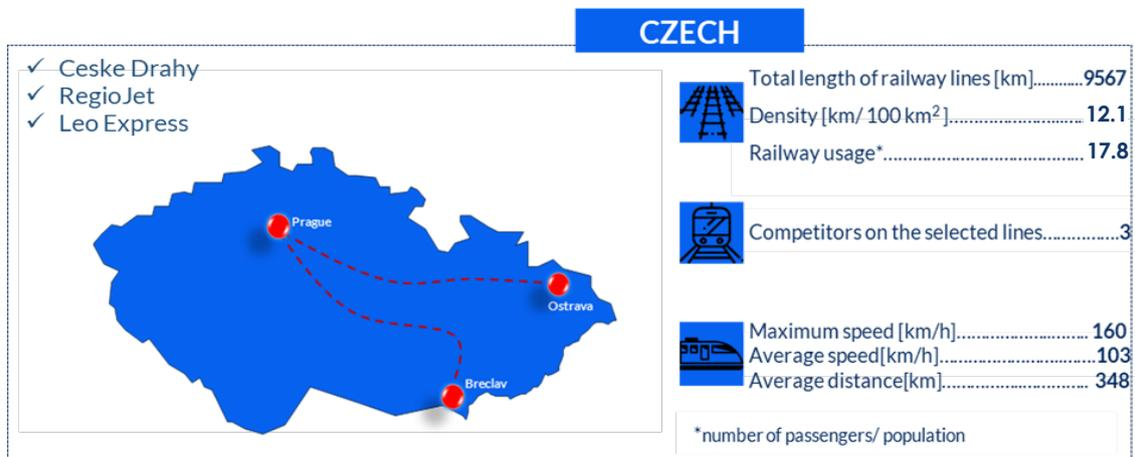 CZECH
✓ Ceske Drahy
✓ RegioJet
✓ Leo Express
Prague
Ostrava
Breclav
Total length of railway lines [km]...........9567
Density [km/ 100 km²]............................ 12.1
Railway usage*.......................................... 17.8
Competitors on the selected lines................3
Maximum speed [km/h]............................ 160
Average speed[km/h]................................103
Average distance[km].............................. 348
*number of passengers/ population